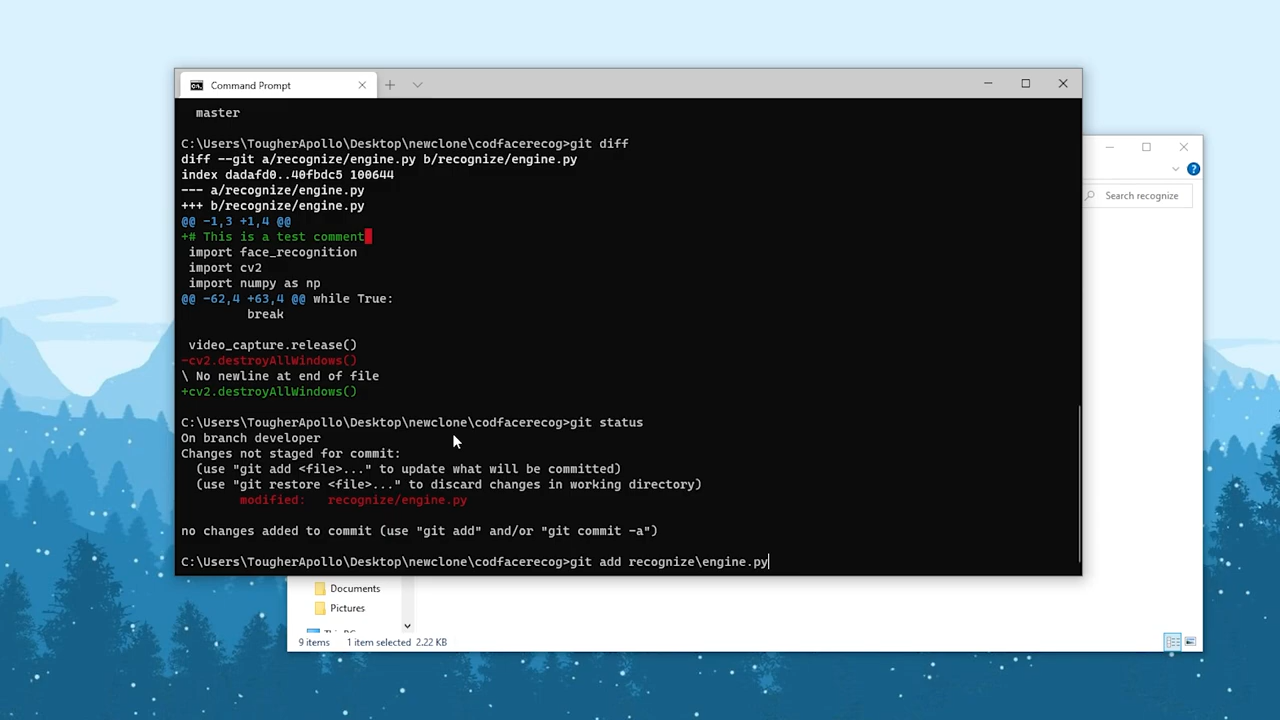 Command Prompt
master
C:\Users\TougherApollo\Desktop\newclone\codfacerecog>git diff
diff --git a/recognize/engine.py b/recognize/engine.py
index dadafd0..40fbdc5 100644
--- a/recognize/engine.py
+++ b/recognize/engine.py
@@ -1,3 +1,4 @@
+# This is a test comment
 import face_recognition
 import cv2
 import numpy as np
@@ -62,4 +63,4 @@ while True:
         break
 video_capture.release()
-cv2.destroyAllWindows()
\ No newline at end of file
+cv2.destroyAllWindows()
C:\Users\TougherApollo\Desktop\newclone\codfacerecog>git status
On branch developer
Changes not staged for commit:
  (use "git add <file>..." to update what will be committed)
  (use "git restore <file>..." to discard changes in working directory)
        modified:   recognize/engine.py
no changes added to commit (use "git add" and/or "git commit -a")
C:\Users\TougherApollo\Desktop\newclone\codfacerecog>git add recognize\engine.py
Search recognize
Documents
Pictures
9 items 1 item selected 2.22 KB